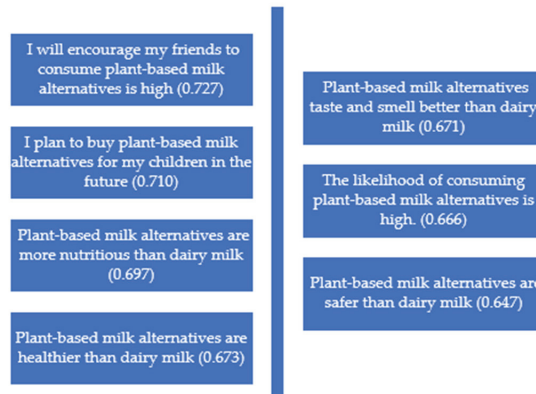 I will encourage my friends to
consume plant-based milk
alternatives is high (0.727)
I plan to buy plant-based milk
alternatives for my children in the
future (0.710)
Plant-based milk alternatives are
more nutritious than dairy milk
(0.697)
Plant-based milk alternatives are
healthier than dairy milk (0.673)
Plant-based milk alternatives
taste and smell better than dairy
milk (0.671)
The likelihood of consuming
plant-based milk alternatives is
high. (0.666)
Plant-based milk alternatives are
safer than dairy milk (0.647)